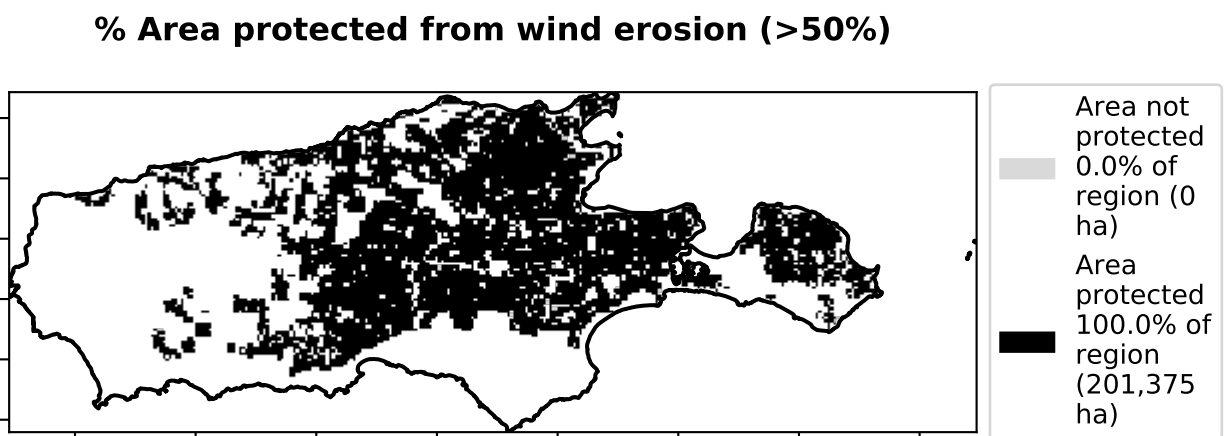 % Area protected from wind erosion (>50%)
Area not
protected
0.0% of
region (0
ha)
Area
protected
100.0% of
region
(201,375
ha)